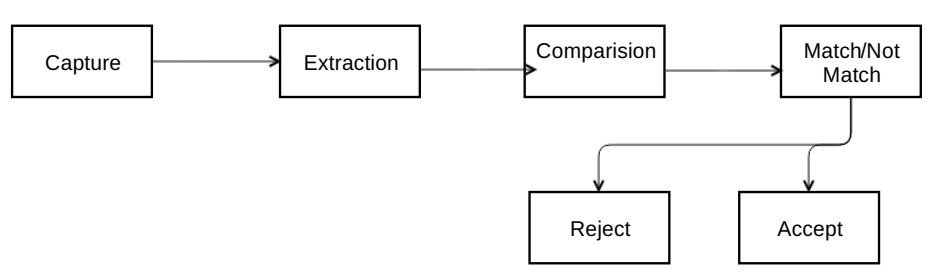 Capture
Extraction
Comparision
Match/Not
Match
Reject
Accept